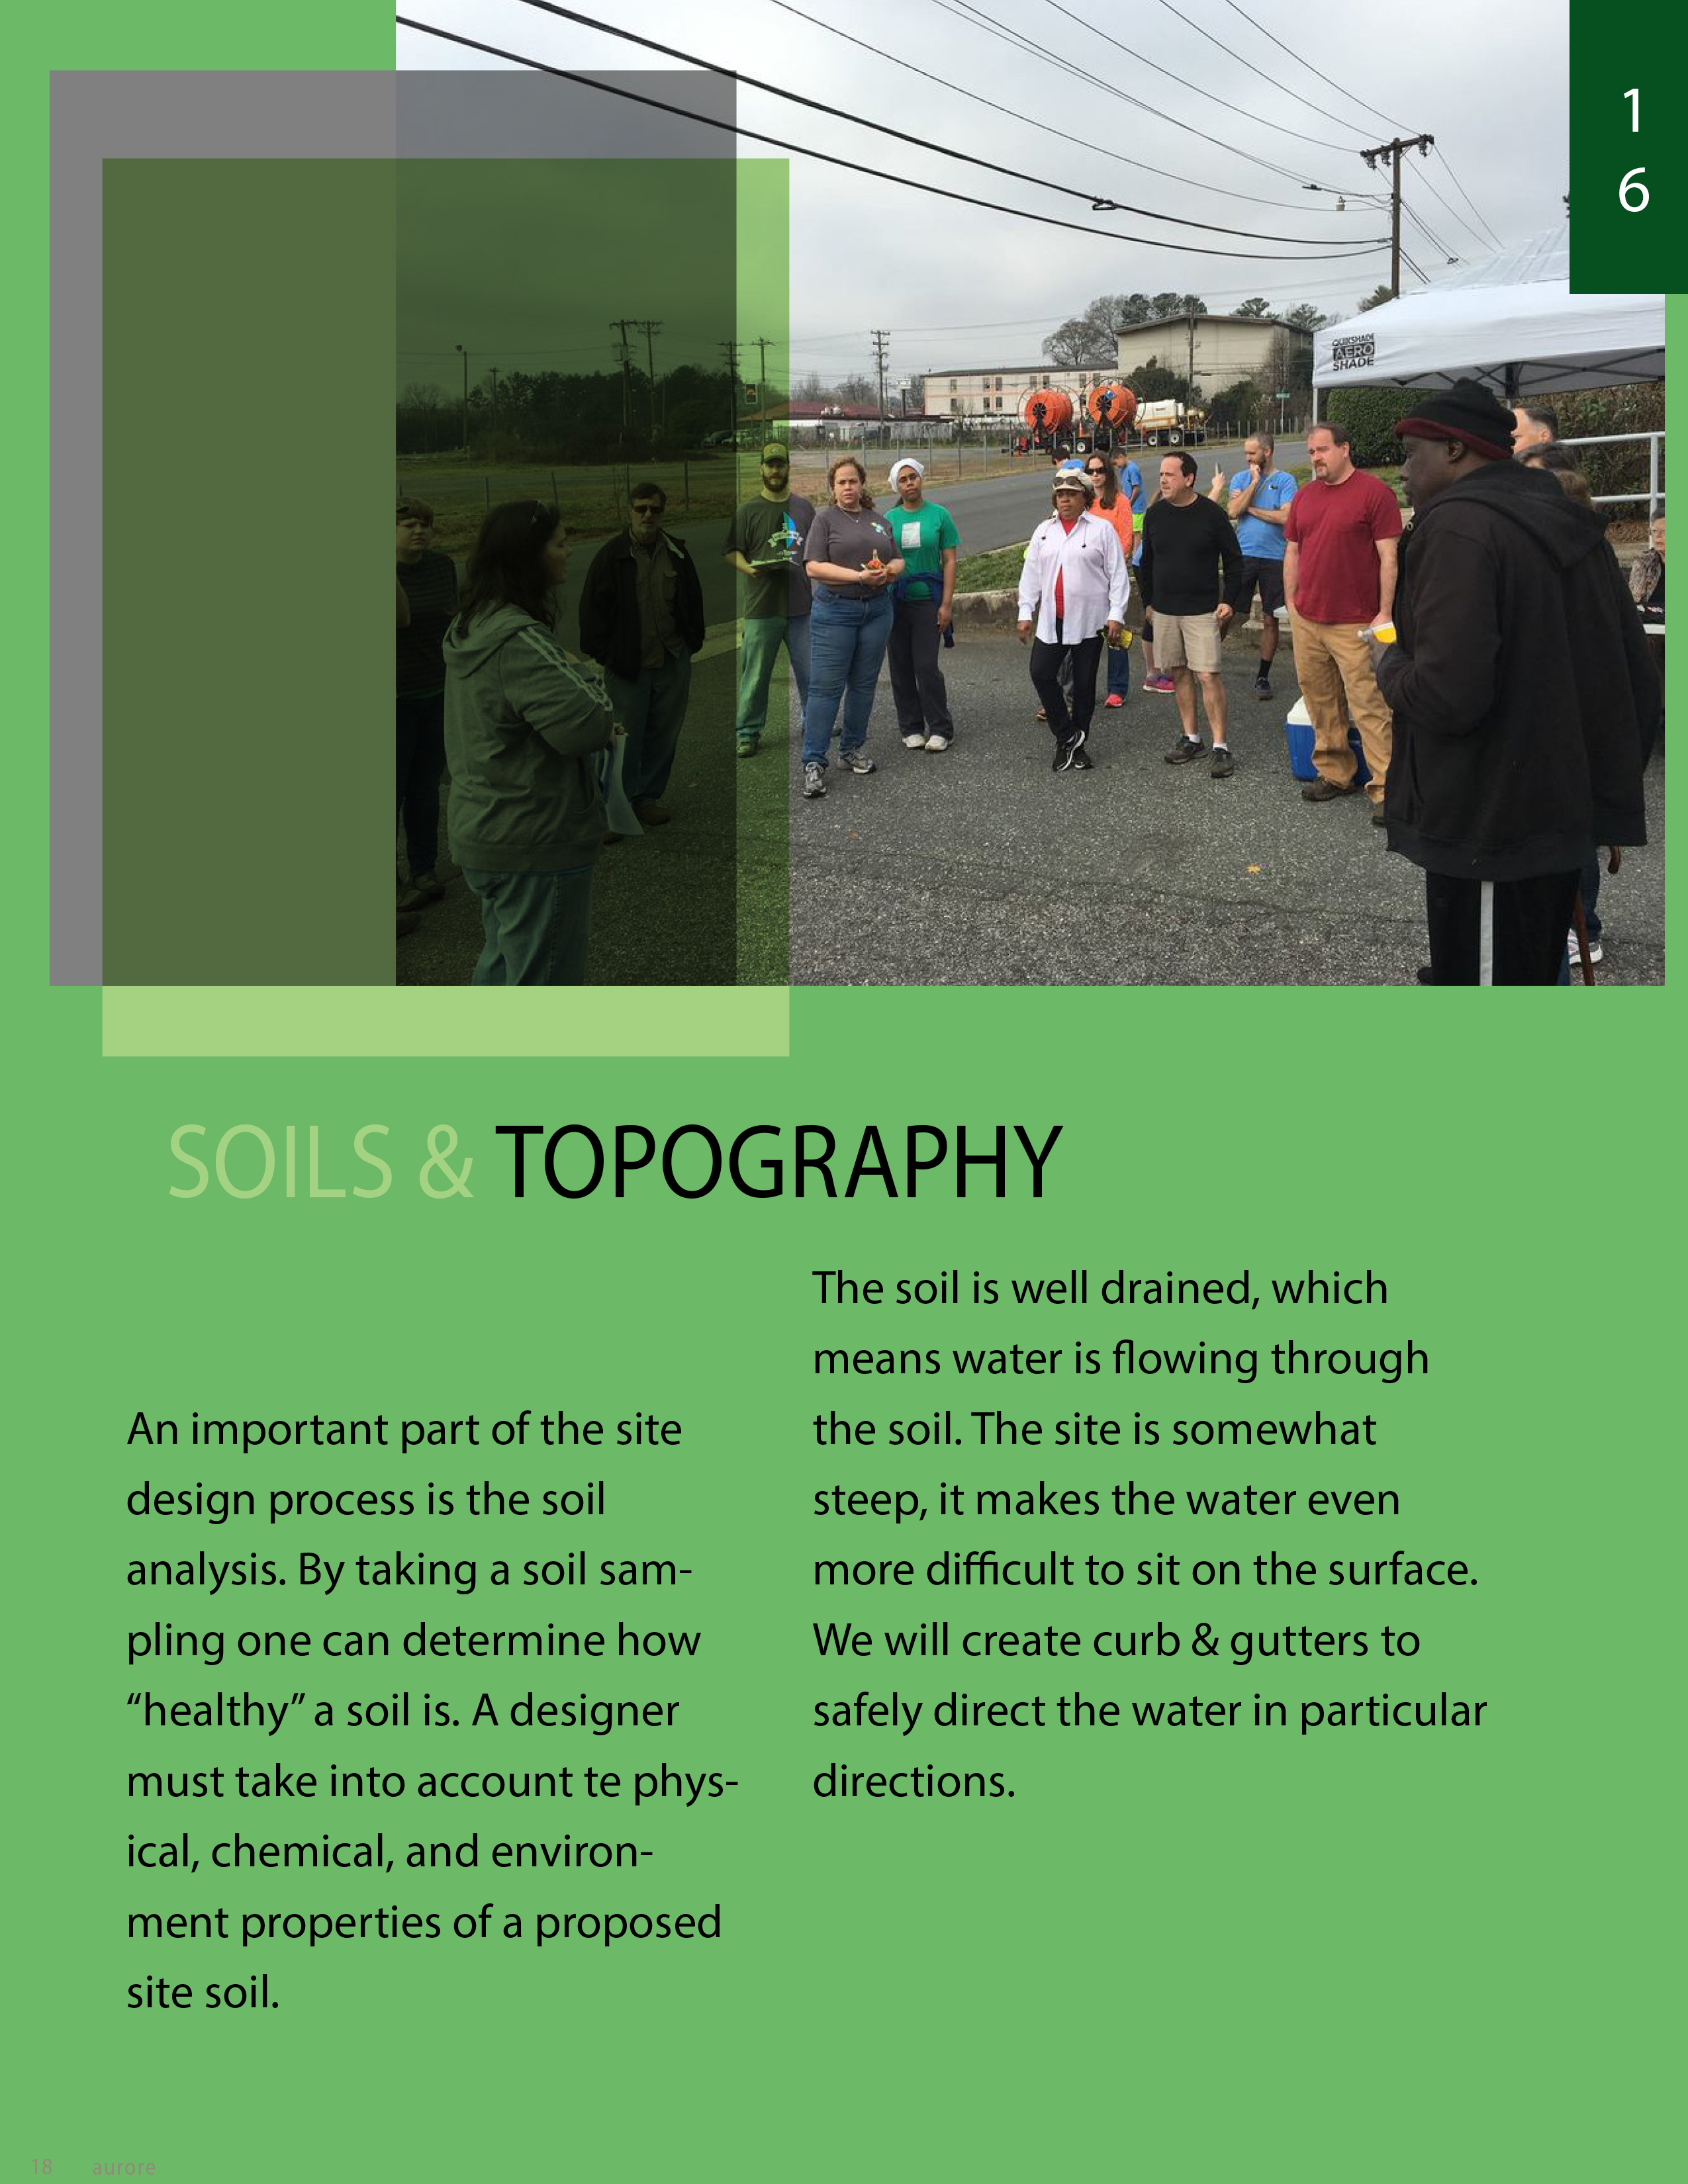 1
6
QUIKSHADE
AERO
SHADE
SOILS & TOPOGRAPHY
An important part of the site
design process is the soil
analysis. By taking a soil sam-
pling one can determine how
“healthy” a soil is. A designer
must take into account te phys-
ical, chemical, and environ-
ment properties of a proposed
site soil.
The soil is well drained, which
means water is flowing through
the soil. The site is somewhat
steep, it makes the water even
more difficult to sit on the surface.
We will create curb & gutters to
safely direct the water in particular
directions.
18 aurore